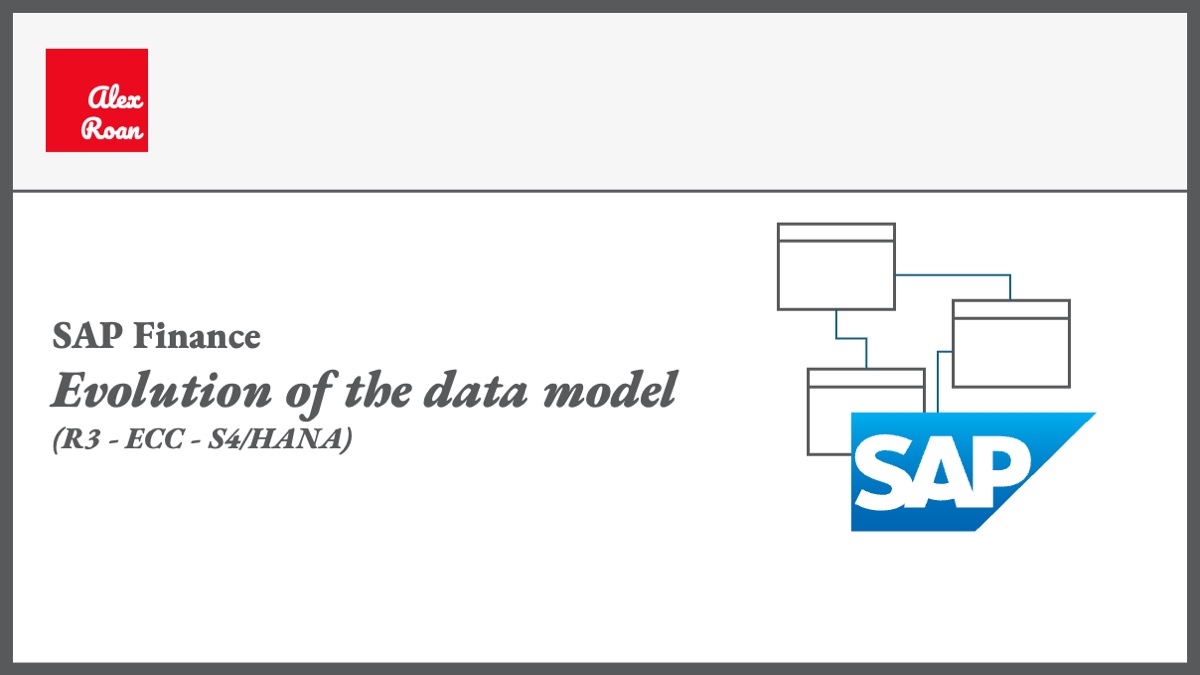 Alex
Roan
SAP Finance
Evolution of the data model
(R3 - ECC - S4/HANA)
SAP